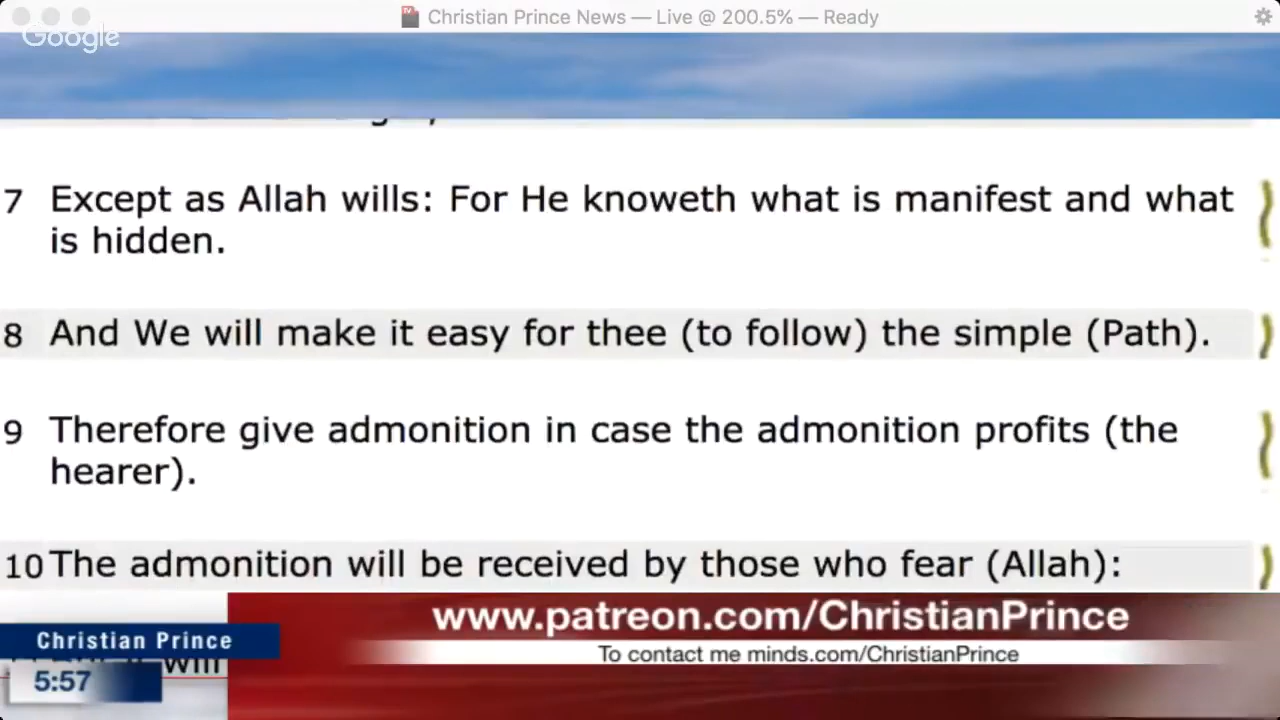 Christian Prince News — Live @ 200.5% — Ready
Google
7 Except as Allah wills: For He knoweth what is manifest and what
is hidden.
8 And We will make it easy for thee (to follow) the simple (Path).
9 Therefore give admonition in case the admonition profits (the
hearer).
10 The admonition will be received by those who fear (Allah):
www.patreon.com/ChristianPrince
Christian Prince
To contact me minds.com/ChristianPrince
will
5:57